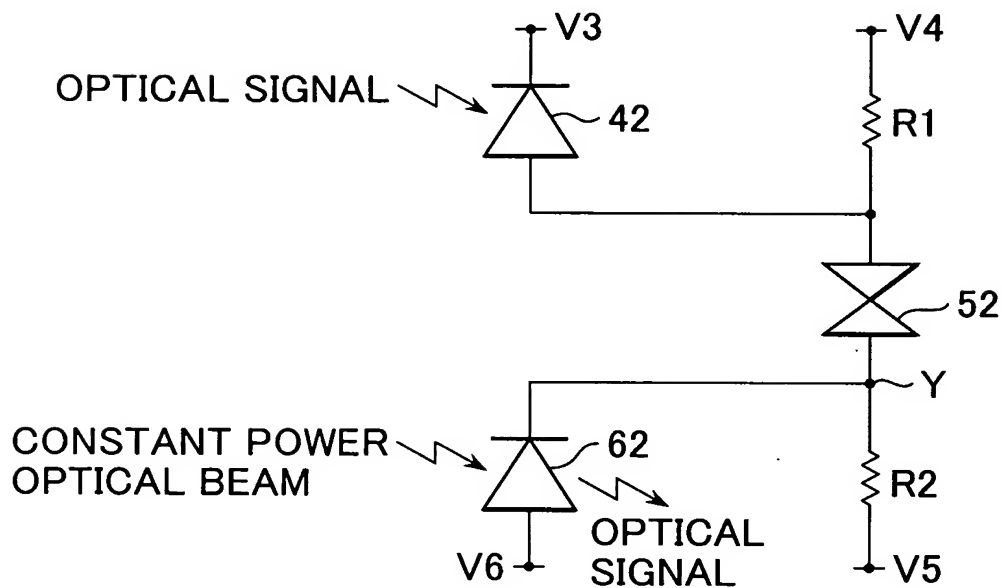 V3
V4
OPTICAL SIGNAL
42
R1
52
Y
CONSTANT POWER
OPTICAL BEAM
62
R2
OPTICAL
SIGNAL
V6
V5